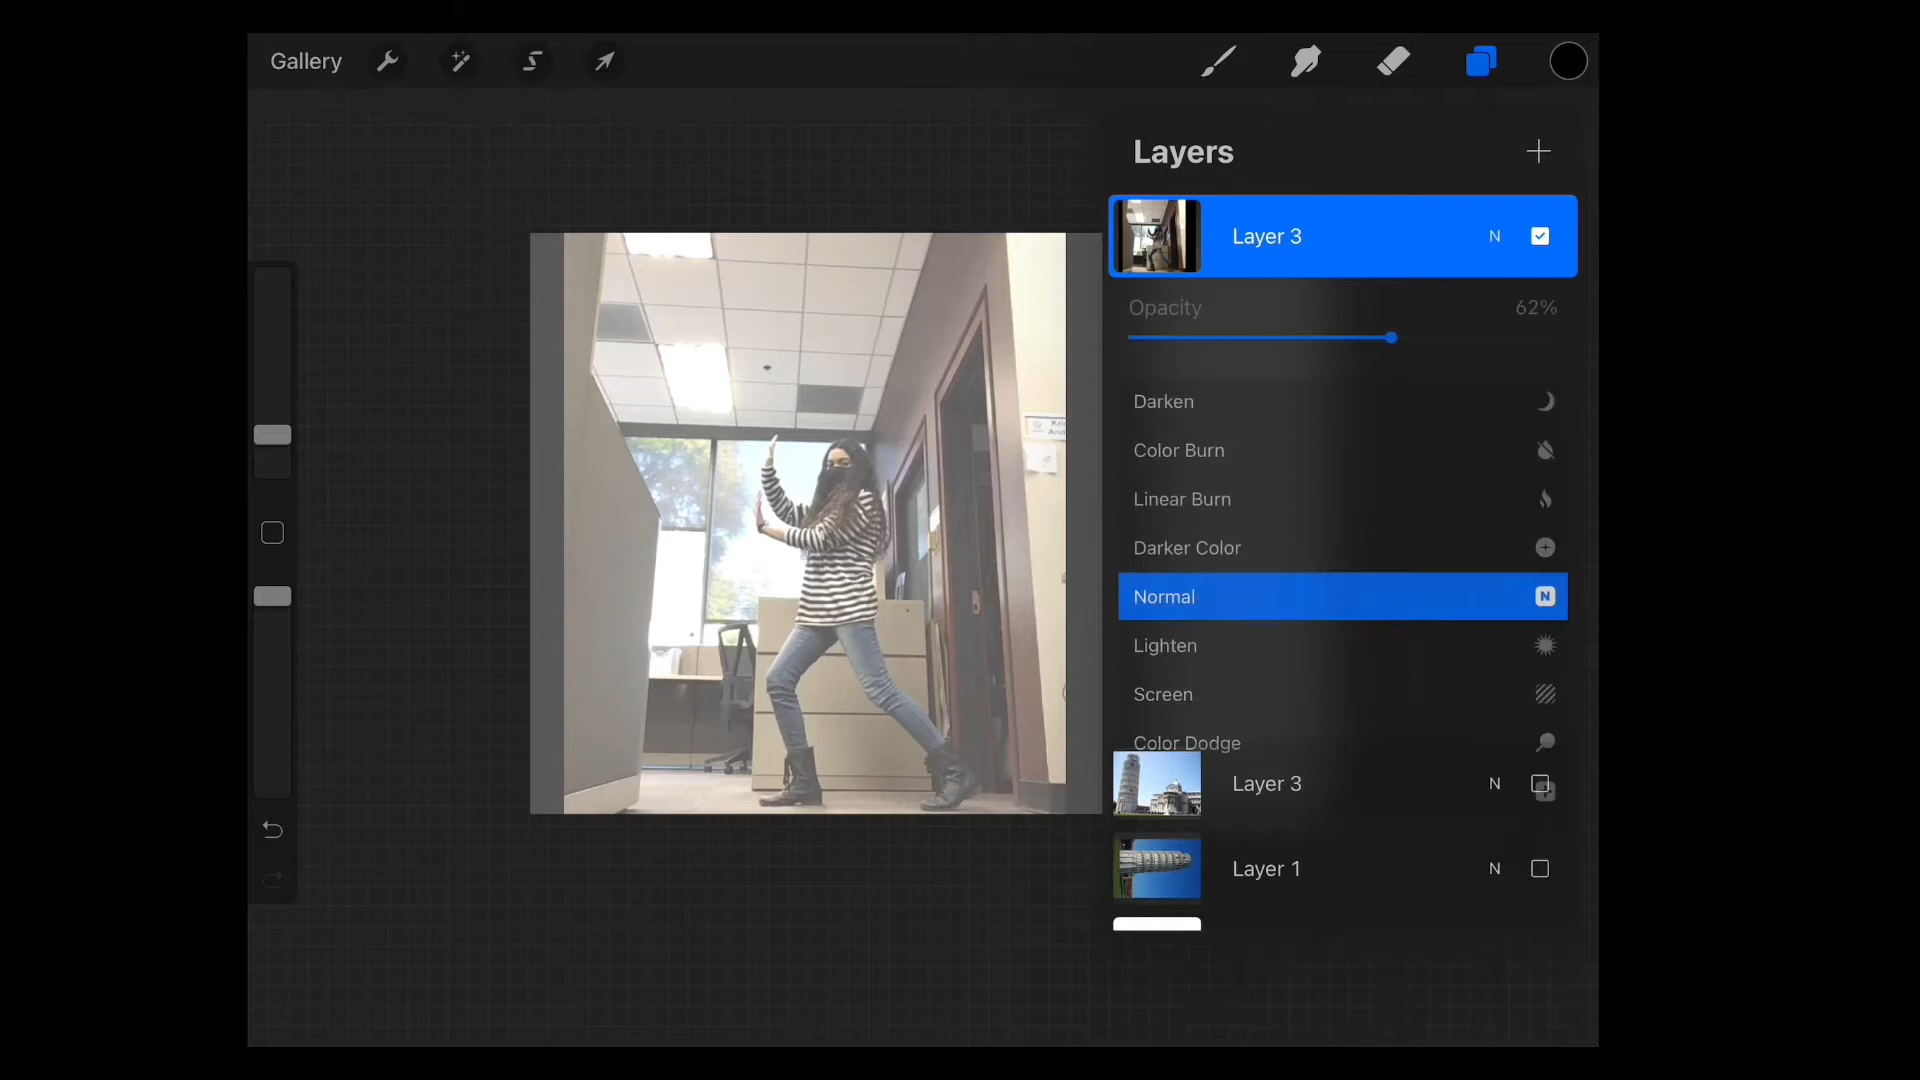 Gallery
Layers
Layer 3 N
Opacity 62%
Darken
Color Burn
Linear Burn
Darker Color
Normal N
Lighten
Screen
Color Dodge
Layer 3 N
Layer 1 N